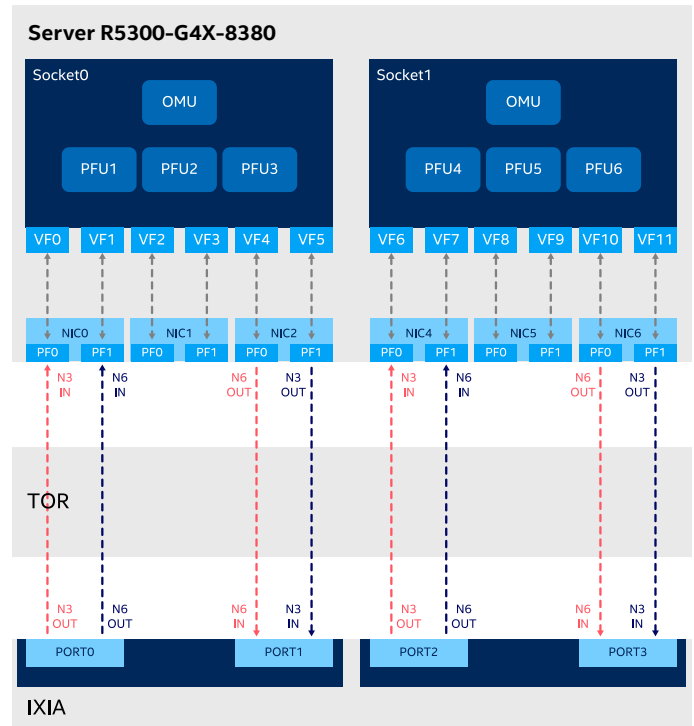 Server R5300-G4X-8380
Socket0
Socket1
OMU
OMU
PFU1 PFU2 PFU3
PFU4 PFU5 PFU6
VF0 VF1 VF2 VF3 VF4 VF5
VF6 VF7 VF8 VF9 VF10 VF11
NIC0 NIC1 NIC2
NIC4 NIC5 NIC6
PF0 PF1 PF0 PF1 PF0 PF1
PF0 PF1 PF0 PF1 PF0 PF1
N3 IN
N6 IN
N6 OUT
N3 OUT
N3 IN
N6 IN
N6 OUT
N3 OUT
TOR
N3 OUT
N6 OUT
N6 IN
N3 IN
N3 OUT
N6 OUT
N6 IN
N3 IN
PORT0 PORT1
PORT2 PORT3
IXIA